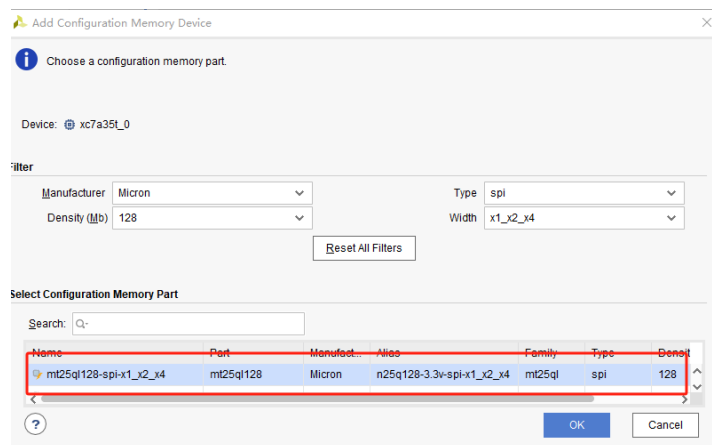 Add Configuration Memory Device
Choose a configuration memory part.
Device: xc7a35t_0
Filter
Manufacturer Micron Type spi
Density (Mb) 128 Width x1_x2_x4
Reset All Filters
Select Configuration Memory Part
Search: Q-
Name Part Manufact... Alias Family Type Densit
mt25ql128-spi-x1_x2_x4 mt25ql128 Micron n25q128-3.3v-spi-x1_x2_x4 mt25ql spi 128
? OK Cancel